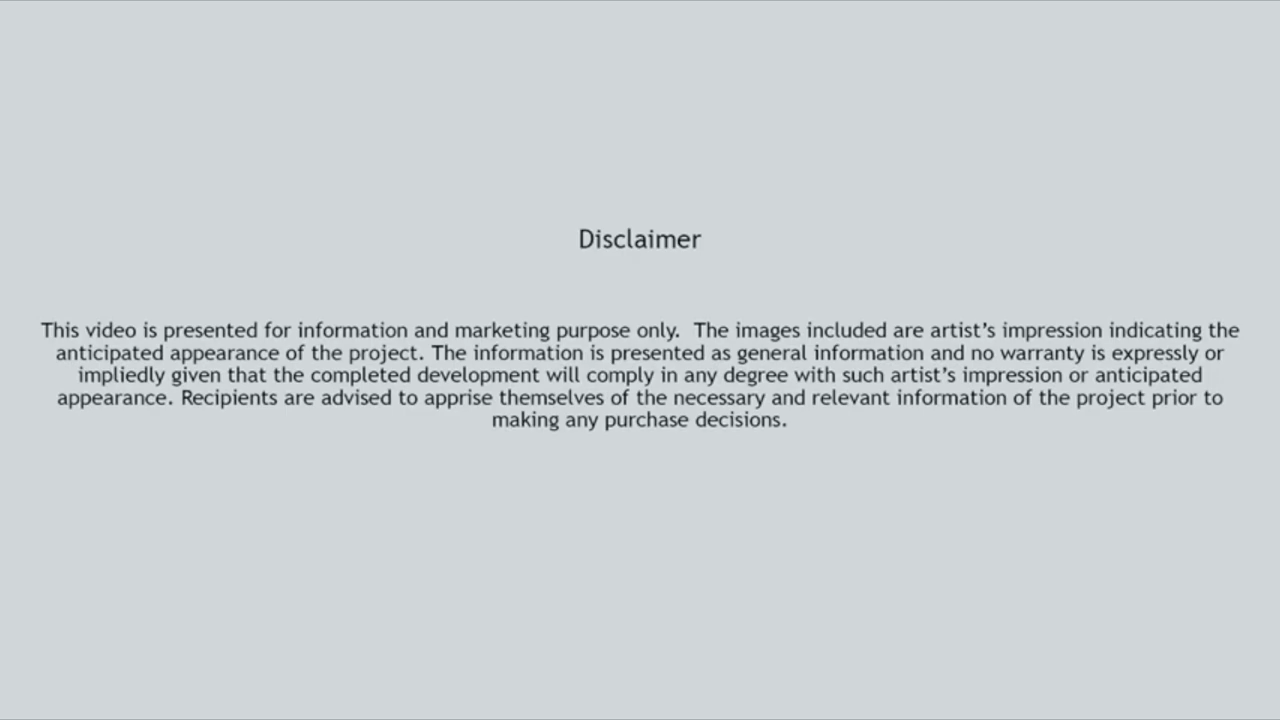 Disclaimer
This video is presented for information and marketing purpose only.  The images included are artist’s impression indicating the
anticipated appearance of the project. The information is presented as general information and no warranty is expressly or
impliedly given that the completed development will comply in any degree with such artist’s impression or anticipated
appearance. Recipients are advised to apprise themselves of the necessary and relevant information of the project prior to
making any purchase decisions.